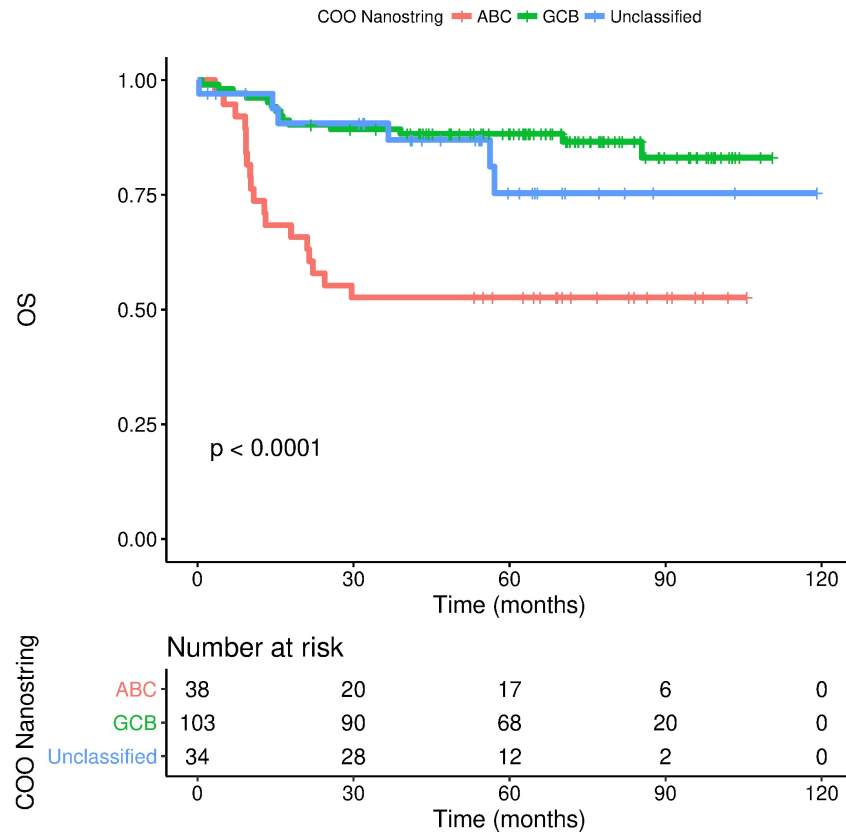 COO Nanostring ABC GCB Unclassified
1.00
0.75
0.50
0.25
0.00
OS
p < 0.0001
0 30 60 90 120
Time (months)
Number at risk
COO Nanostring
ABC 38 20 17 6 0
GCB 103 90 68 20 0
Unclassified 34 28 12 2 0
0 30 60 90 120
Time (months)